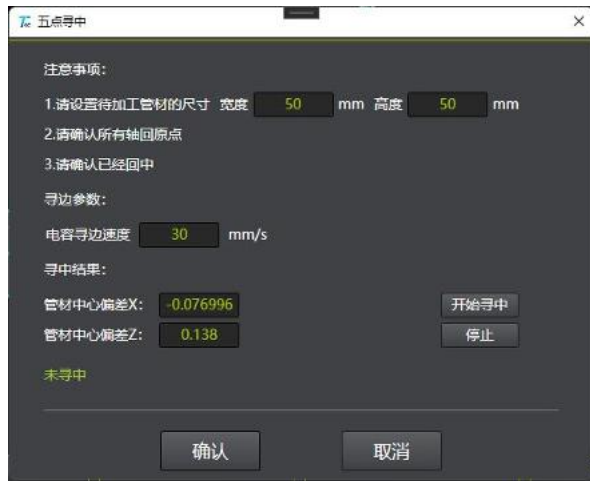 五点寻中
注意事项：
1.请设置待加工管材的尺寸 宽度 50 mm 高度 50 mm
2.请确认所有轴回原点
3.请确认已经回中
寻边参数：
电容寻边速度 30 mm/s
寻中结果：
管材中心偏差X： -0.076996 开始寻中
管材中心偏差Z： 0.138 停止
未寻中
确认 取消